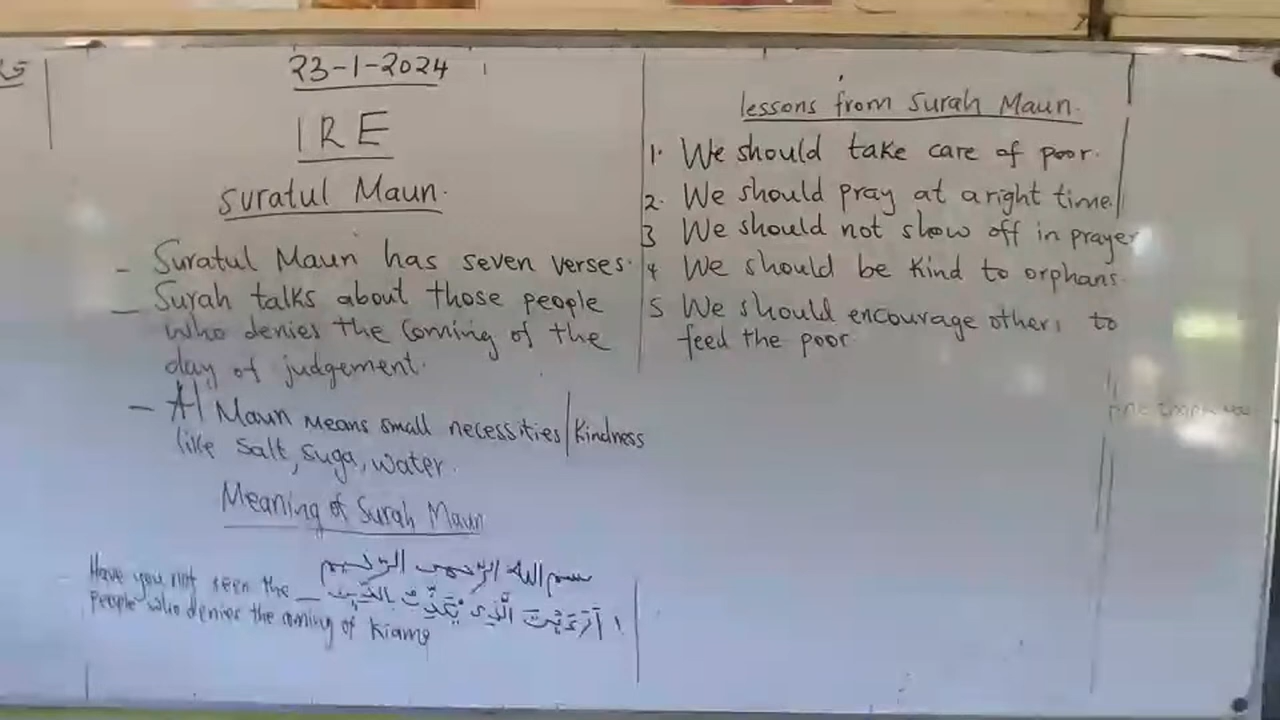 23-1-2024
IRE
Suratul Maun.
- Suratul Maun has seven verses.
- Surah talks about those people
who denies the coming of the
day of judgement.
- Al Maun means small necessities/kindness
like salt, suga, water.
Meaning of Surah Maun
بسم الله الرحمن الرحيم
١ أَرَءَيْتَ الَّذِى يُكَذِّبُ بِالدِّينِ
Have you not seen the
people who denies the coming of Kiama
lessons from Surah Maun.
1. We should take care of poor.
2. We should pray at a right time
3 We should not show off in prayer
4 We should be kind to orphans.
5 We should encourage others to
feed the poor